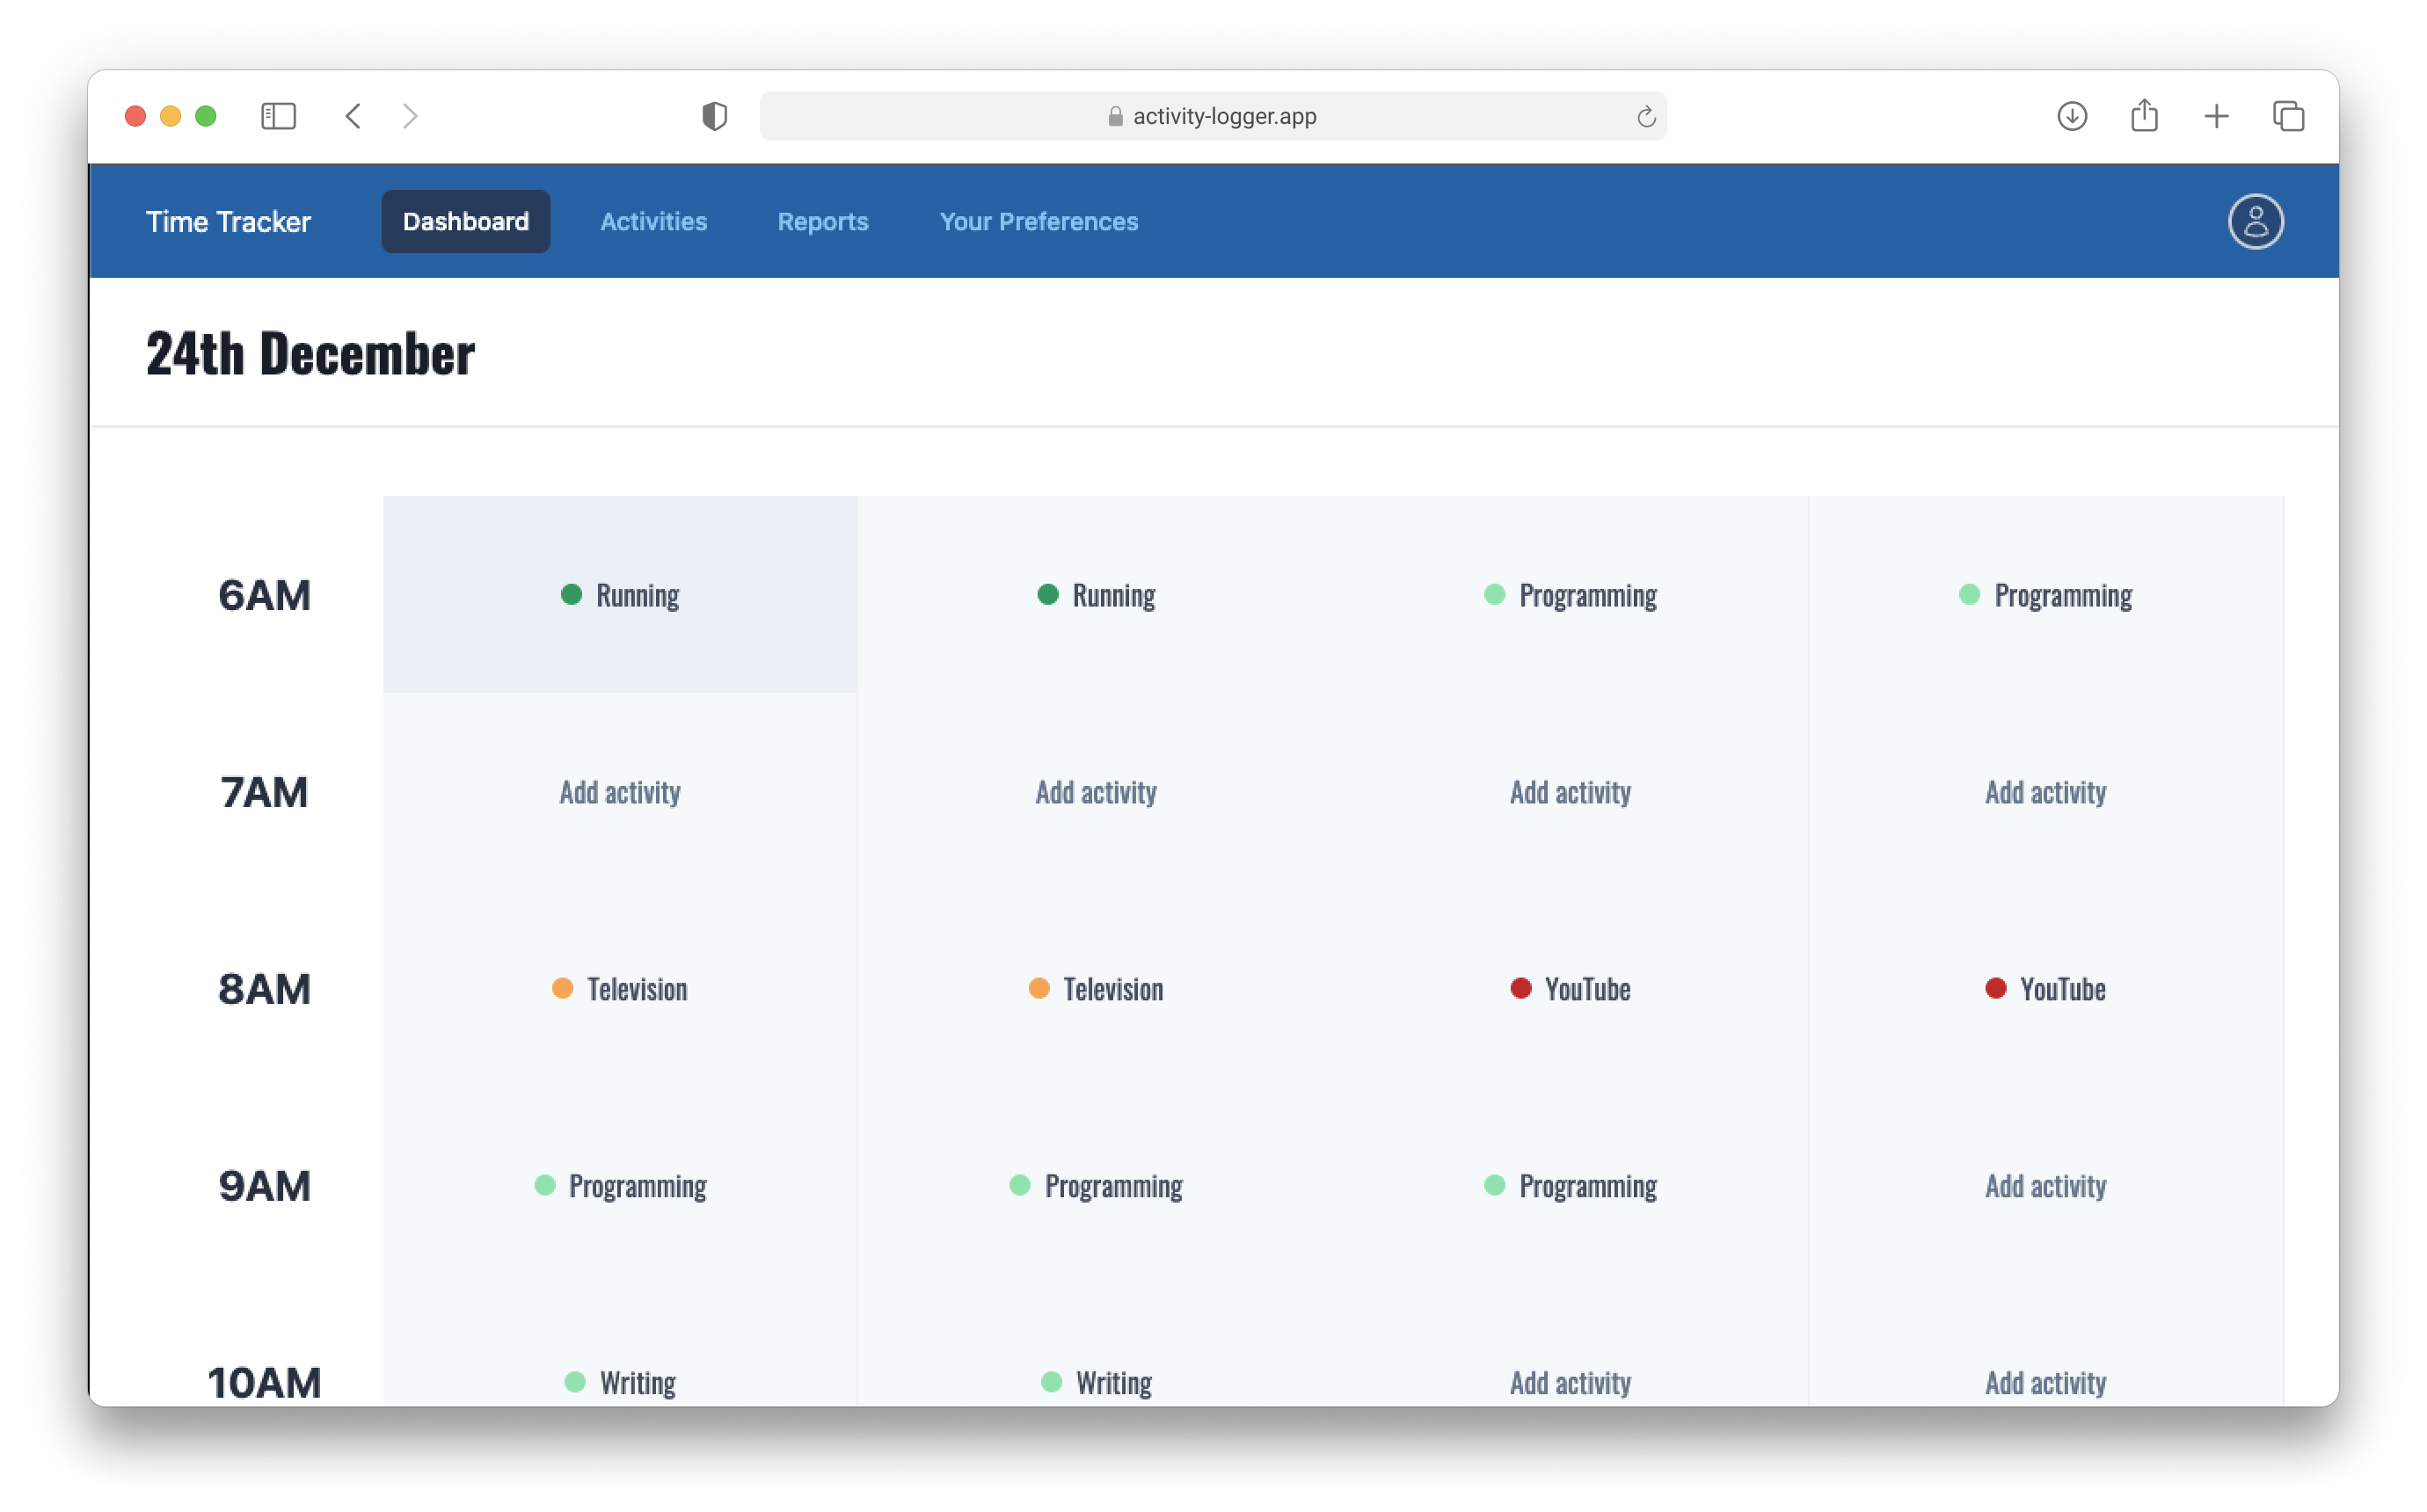 activity-logger.app
Time Tracker Dashboard Activities Reports Your Preferences
24th December
6AM Running Running Programming Programming
7AM Add activity Add activity Add activity Add activity
8AM Television Television YouTube YouTube
9AM Programming Programming Programming Add activity
10AM Writing Writing Add activity Add activity